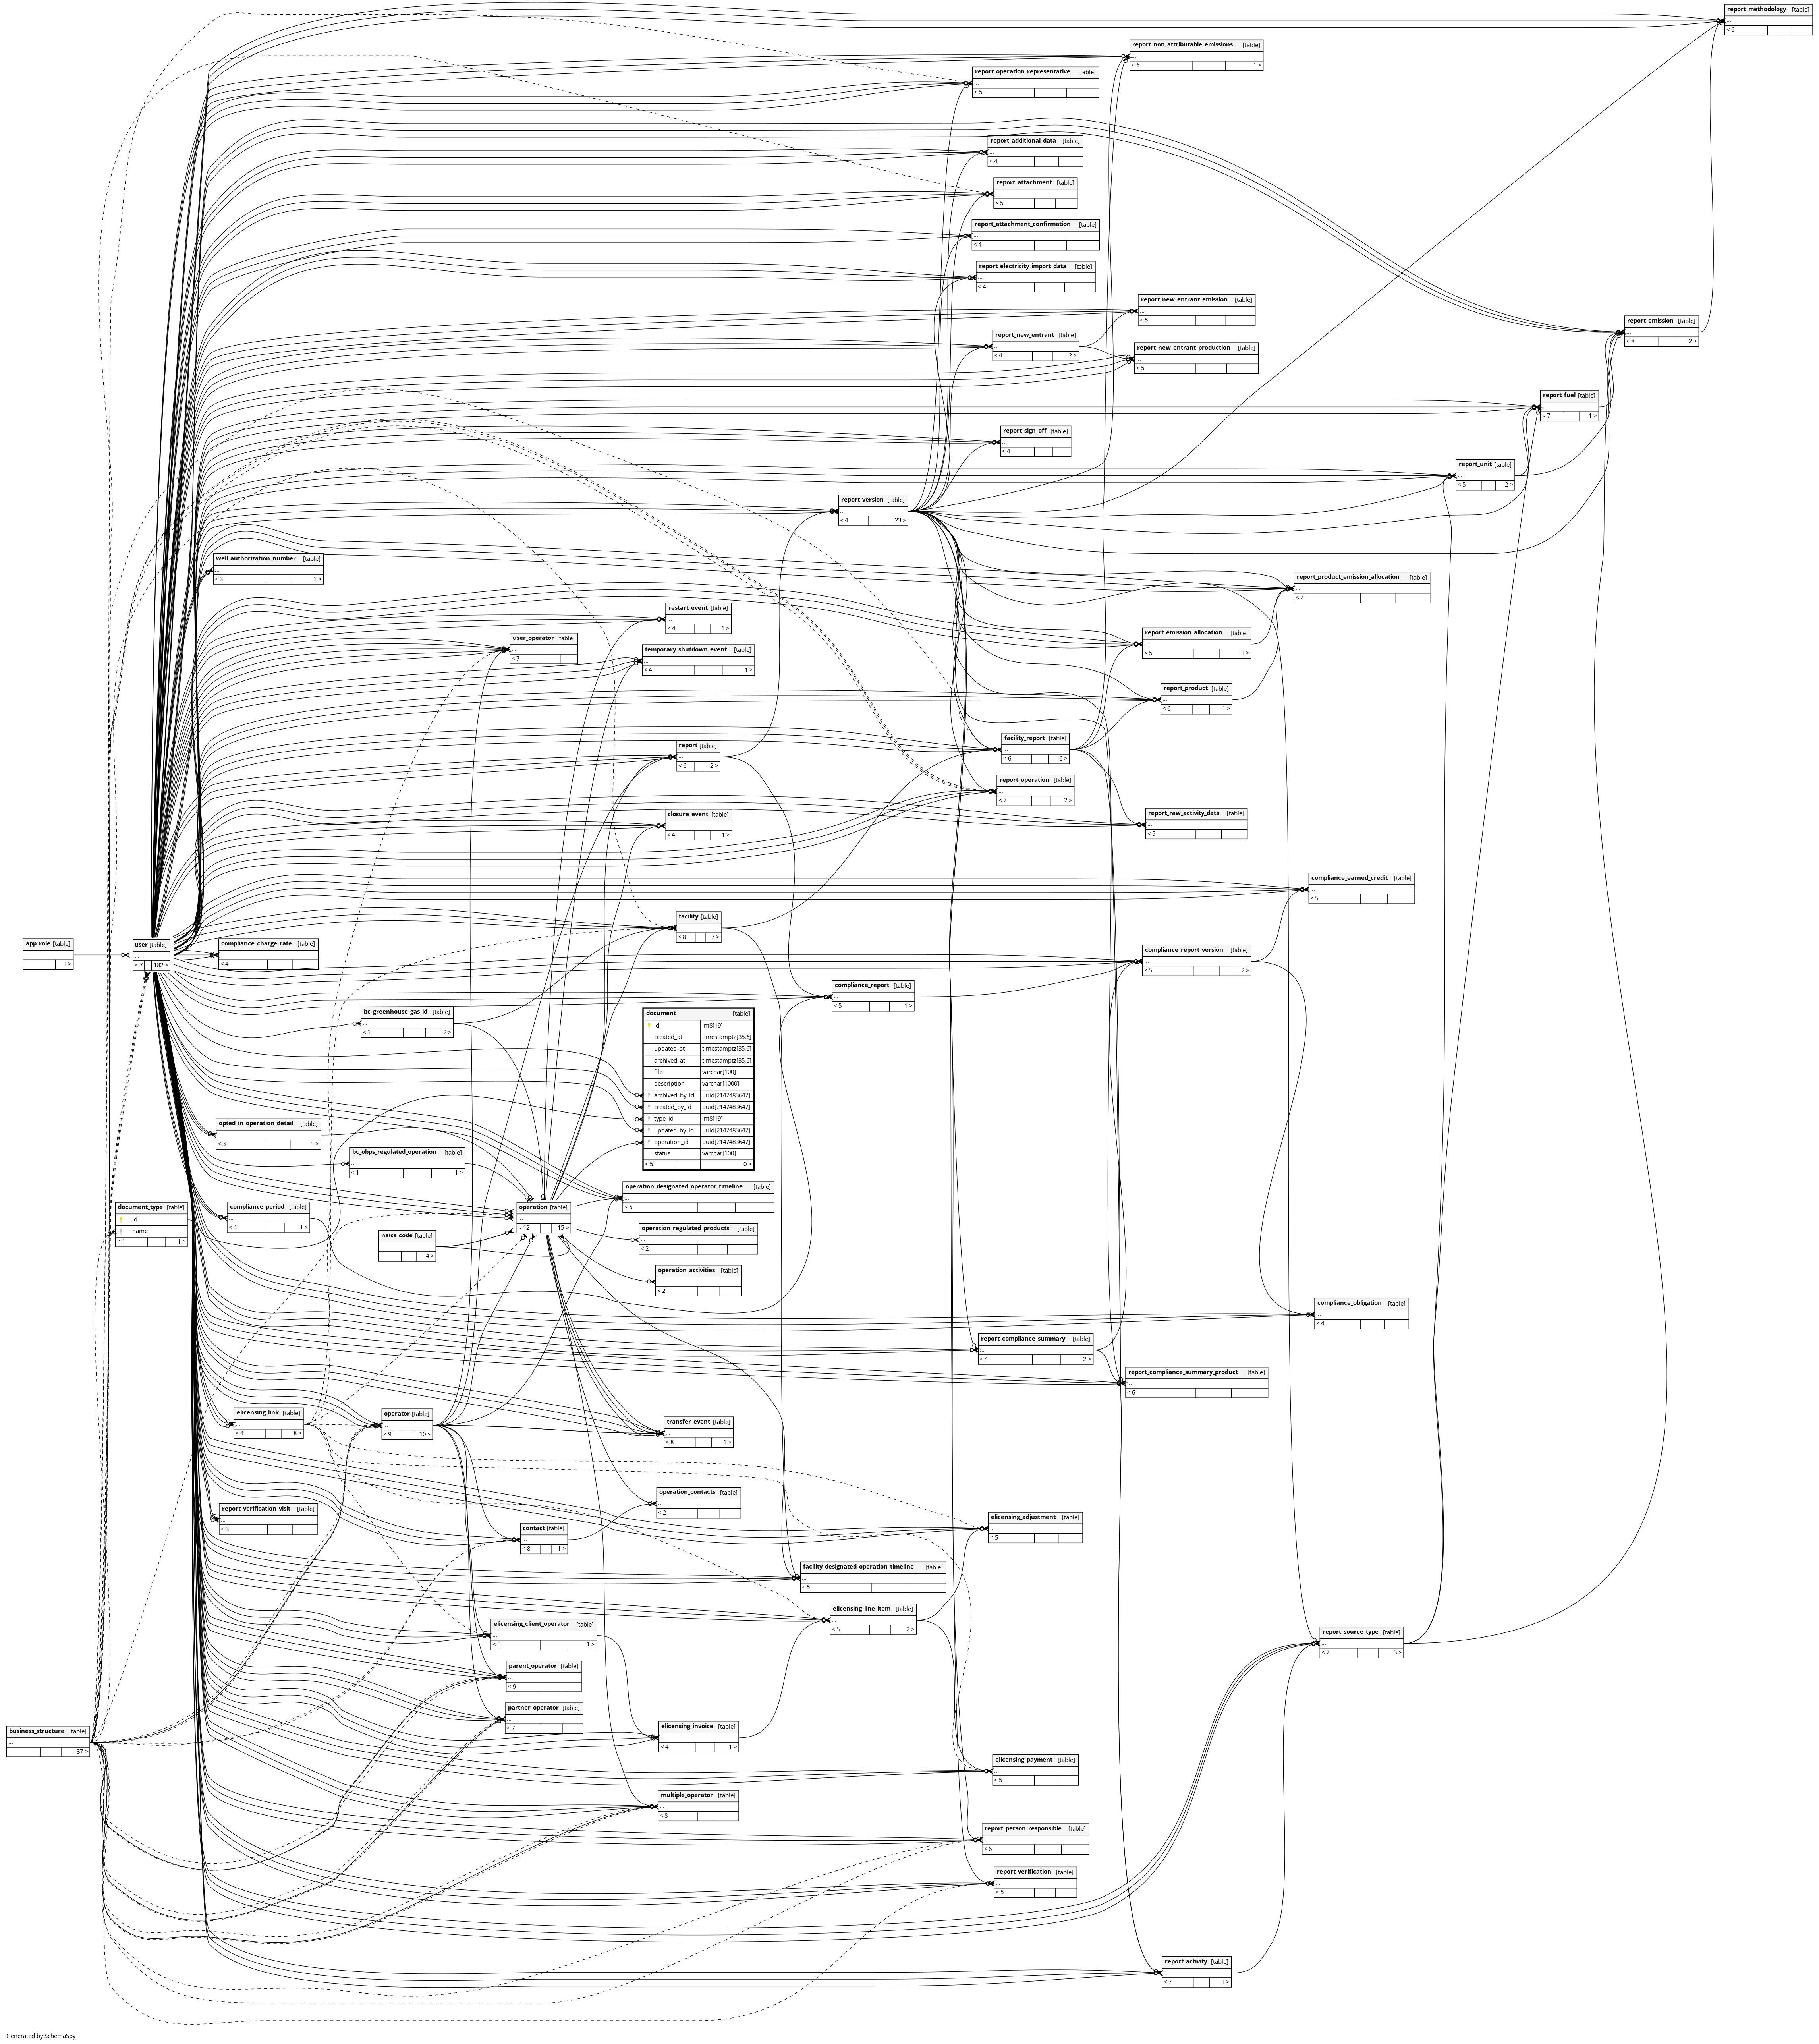 report_methodology [table]
...
< 6
report_non_attributable_emissions [table]
...
< 6 1 >
report_operation_representative [table]
...
< 5
report_additional_data [table]
...
< 4
report_attachment [table]
...
< 5
report_attachment_confirmation [table]
...
< 4
report_electricity_import_data [table]
...
< 4
report_new_entrant_emission [table]
...
< 5
report_emission [table]
...
< 8 2 >
report_new_entrant [table]
...
< 4 2 >
report_new_entrant_production [table]
...
< 5
report_fuel [table]
...
< 7 1 >
report_sign_off [table]
...
< 4
report_unit [table]
...
< 5 2 >
report_version [table]
...
< 4 23 >
well_authorization_number [table]
...
< 3 1 >
report_product_emission_allocation [table]
...
< 7
restart_event [table]
...
< 4 1 >
user_operator [table]
...
< 7
temporary_shutdown_event [table]
...
< 4 1 >
report_emission_allocation [table]
...
< 5 1 >
report_product [table]
...
< 6 1 >
facility_report [table]
...
< 6 6 >
report [table]
...
< 6 2 >
report_operation [table]
...
< 7 2 >
closure_event [table]
...
< 4 1 >
report_raw_activity_data [table]
...
< 5
compliance_earned_credit [table]
...
< 5
facility [table]
...
< 8 7 >
app_role [table]
...
1 >
user [table]
...
< 7 182 >
compliance_charge_rate [table]
...
< 4
compliance_report_version [table]
...
< 5 2 >
compliance_report [table]
...
< 5 1 >
bc_greenhouse_gas_id [table]
...
< 1 2 >
document [table]
id int8[19]
created_at timestamptz[35,6]
updated_at timestamptz[35,6]
archived_at timestamptz[35,6]
file varchar[100]
description varchar[1000]
archived_by_id uuid[2147483647]
created_by_id uuid[2147483647]
type_id int8[19]
updated_by_id uuid[2147483647]
operation_id uuid[2147483647]
status varchar[100]
< 5 0 >
opted_in_operation_detail [table]
...
< 3 1 >
bc_obps_regulated_operation [table]
...
< 1 1 >
operation_designated_operator_timeline [table]
...
< 5
document_type [table]
id
name
< 1 1 >
compliance_period [table]
...
< 4 1 >
operation [table]
...
< 12 15 >
operation_regulated_products [table]
...
< 2
naics_code [table]
...
4 >
operation_activities [table]
...
< 2
compliance_obligation [table]
...
< 4
report_compliance_summary [table]
...
< 4 2 >
report_compliance_summary_product [table]
...
< 6
elicensing_link [table]
...
< 4 8 >
operator [table]
...
< 9 10 >
transfer_event [table]
...
< 8 1 >
operation_contacts [table]
...
< 2
report_verification_visit [table]
...
< 3
elicensing_adjustment [table]
...
< 5
contact [table]
...
< 8 1 >
facility_designated_operation_timeline [table]
...
< 5
elicensing_line_item [table]
...
< 5 2 >
elicensing_client_operator [table]
...
< 5 1 >
report_source_type [table]
...
< 7 3 >
parent_operator [table]
...
< 9
partner_operator [table]
...
< 7
business_structure [table]
...
37 >
elicensing_invoice [table]
...
< 4 1 >
elicensing_payment [table]
...
< 5
multiple_operator [table]
...
< 8
report_person_responsible [table]
...
< 6
report_verification [table]
...
< 5
report_activity [table]
...
< 7 1 >
Generated by SchemaSpy